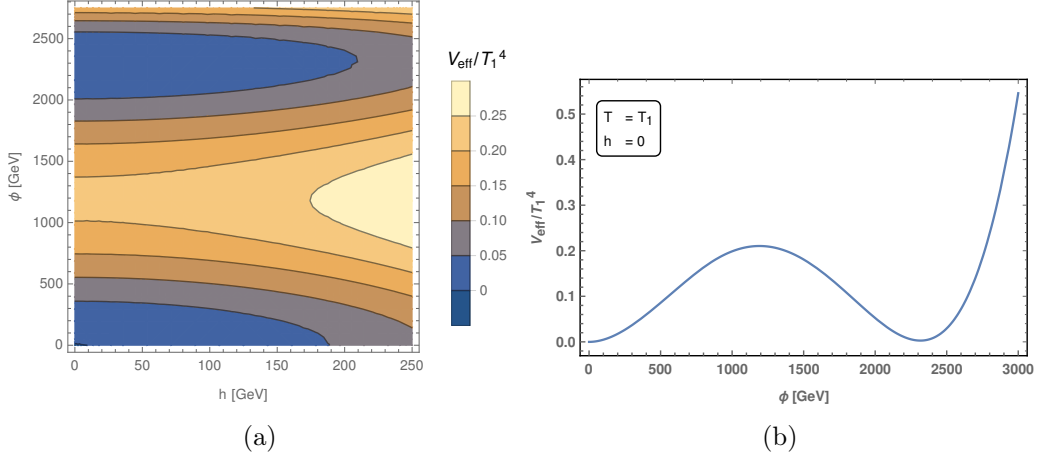 2500
2000
1500
1000
500
0
ϕ [GeV]
0 50 100 150 200 250
h [GeV]
V_eff/T_1^4
0.25
0.20
0.15
0.10
0.05
0
(a)
0.5
0.4
0.3
0.2
0.1
0.0
V_eff/T_1^4
T = T_1
h = 0
0 500 1000 1500 2000 2500 3000
ϕ [GeV]
(b)